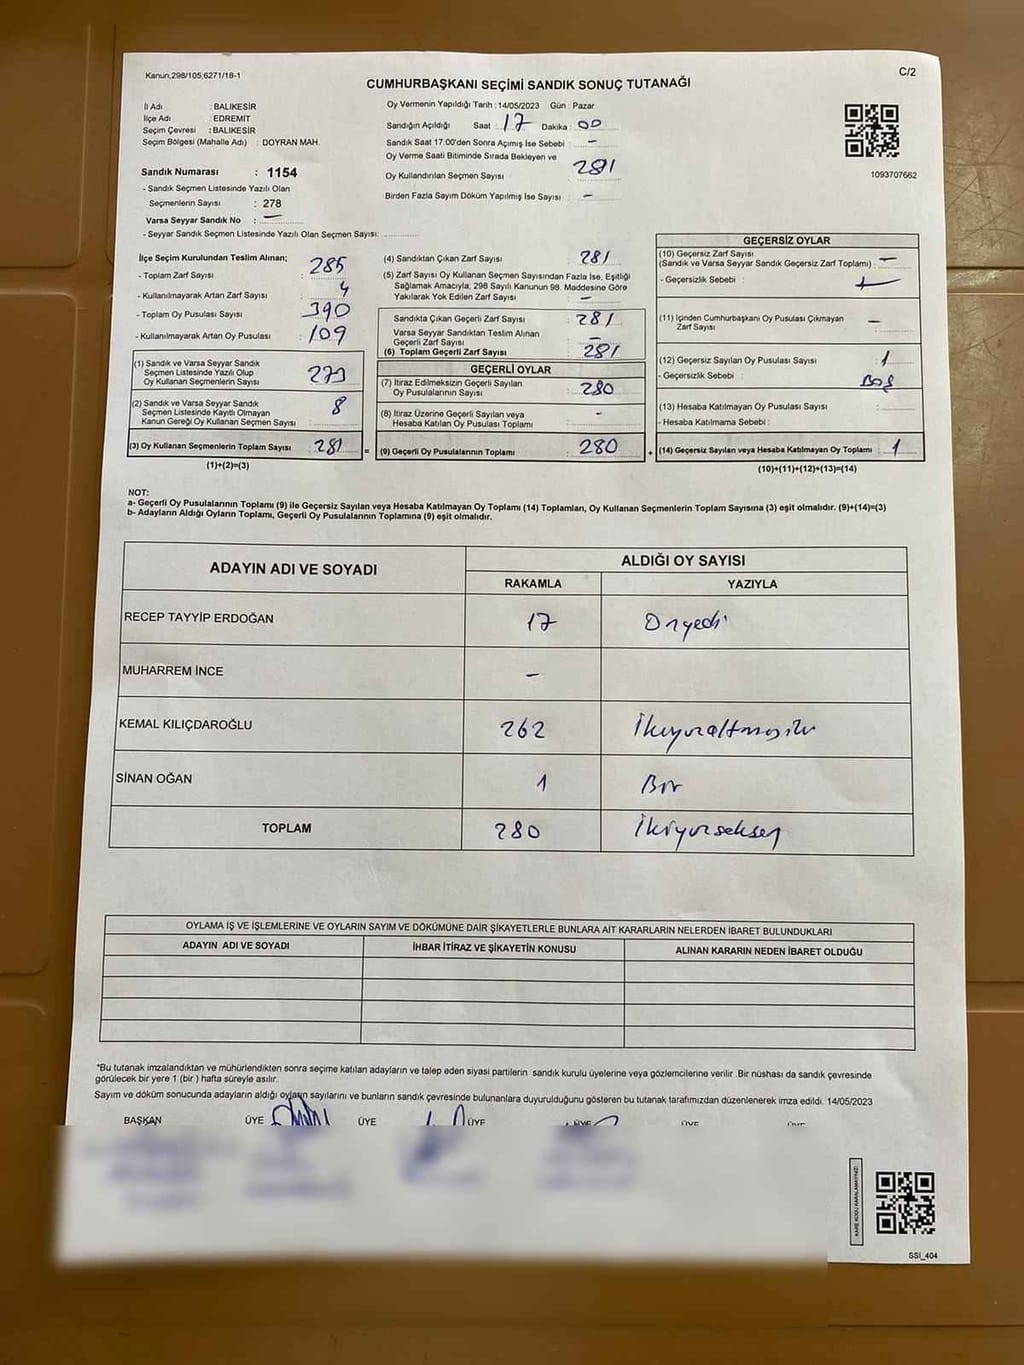 Kanun,298/105,6271/18-1
C/2
CUMHURBAŞKANI SEÇİMİ SANDIK SONUÇ TUTANAĞI
İl Adı : BALIKESİR
İlçe Adı : EDREMİT
Seçim Çevresi : BALIKESİR
Seçim Bölgesi (Mahalle Adı) : DOYRAN MAH.
Sandık Numarası : 1154
- Sandık Seçmen Listesinde Yazılı Olan
Seçmenlerin Sayısı : 278
Varsa Seyyar Sandık No : —
- Seyyar Sandık Seçmen Listesinde Yazılı Olan Seçmen Sayısı:
Oy Vermenin Yapıldığı Tarih : 14/05/2023 Gün : Pazar
Sandığın Açıldığı Saat : 17 Dakika : 00
Sandık Saat 17:00'den Sonra Açımış İse Sebebi : —
Oy Verme Saati Bitiminde Sırada Bekleyen ve
Oy Kullandırılan Seçmen Sayısı : 281
Birden Fazla Sayım Döküm Yapılmış İse Sayısı : —
1093707662
İlçe Seçim Kurulundan Teslim Alınan;
- Toplam Zarf Sayısı : 285
- Kullanılmayarak Artan Zarf Sayısı : 4
- Toplam Oy Pusulası Sayısı : 390
- Kullanılmayarak Artan Oy Pusulası : 109
(1) Sandık ve Varsa Seyyar Sandık
Seçmen Listesinde Yazılı Olup
Oy Kullanan Seçmenlerin Sayısı : 273
(2) Sandık ve Varsa Seyyar Sandık
Seçmen Listesinde Kayıtlı Olmayan
Kanun Gereği Oy Kullanan Seçmen Sayısı : 8
(3) Oy Kullanan Seçmenlerin Toplam Sayısı : 281
(1)+(2)=(3)
(4) Sandıktan Çıkan Zarf Sayısı : 281
(5) Zarf Sayısı Oy Kullanan Seçmen Sayısından Fazla İse, Eşitliği
Sağlamak Amacıyla; 298 Sayılı Kanunun 98. Maddesine Göre
Yakılarak Yok Edilen Zarf Sayısı : —
Sandıkta Çıkan Geçerli Zarf Sayısı : 281
Varsa Seyyar Sandıktan Teslim Alınan
Geçerli Zarf Sayısı : —
(6) Toplam Geçerli Zarf Sayısı : 281
GEÇERLİ OYLAR
(7) İtiraz Edilmeksizin Geçerli Sayılan
Oy Pusulalarının Sayısı : 280
(8) İtiraz Üzerine Geçerli Sayılan veya
Hesaba Katılan Oy Pusulası Toplamı : -
= (9) Geçerli Oy Pusulalarının Toplamı : 280
GEÇERSİZ OYLAR
(10) Geçersiz Zarf Sayısı
(Sandık ve Varsa Seyyar Sandık Geçersiz Zarf Toplamı) : —
- Geçersizlik Sebebi :
(11) İçinden Cumhurbaşkanı Oy Pusulası Çıkmayan
Zarf Sayısı : —
(12) Geçersiz Sayılan Oy Pusulası Sayısı : 1
- Geçersizlik Sebebi : Boş
(13) Hesaba Katılmayan Oy Pusulası Sayısı :
- Hesaba Katılmama Sebebi :
+ (14) Geçersiz Sayılan veya Hesaba Katılmayan Oy Toplamı : 1
(10)+(11)+(12)+(13)=(14)
NOT:
a- Geçerli Oy Pusulalarının Toplamı (9) ile Geçersiz Sayılan veya Hesaba Katılmayan Oy Toplamı (14) Toplamları, Oy Kullanan Seçmenlerin Toplam Sayısına (3) eşit olmalıdır. (9)+(14)=(3)
b- Adayların Aldığı Oyların Toplamı, Geçerli Oy Pusulalarının Toplamına (9) eşit olmalıdır.
ADAYIN ADI VE SOYADI
ALDIĞI OY SAYISI
RAKAMLA YAZIYLA
RECEP TAYYİP ERDOĞAN 17 Onyedi
MUHARREM İNCE —
KEMAL KILIÇDAROĞLU 262 İkiyüzaltmışiki
SİNAN OĞAN 1 Bir
TOPLAM 280 İkiyüzseksen
OYLAMA İŞ VE İŞLEMLERİNE VE OYLARIN SAYIM VE DÖKÜMÜNE DAİR ŞİKAYETLERLE BUNLARA AİT KARARLARIN NELERDEN İBARET BULUNDUKLARI
ADAYIN ADI VE SOYADI İHBAR İTİRAZ VE ŞİKAYETİN KONUSU ALINAN KARARIN NEDEN İBARET OLDUĞU
*Bu tutanak imzalandıktan ve mühürlendikten sonra seçime katılan adayların ve talep eden siyasi partilerin sandık kurulu üyelerine veya gözlemcilerine verilir .Bir nüshası da sandık çevresinde
görülecek bir yere 1 (bir ) hafta süreyle asılır.
Sayım ve döküm sonucunda adayların aldığı oyların sayılarını ve bunların sandık çevresinde bulunanlara duyurulduğunu gösteren bu tutanak tarafımızdan düzenlenerek imza edildi. 14/05/2023
BAŞKAN ÜYE ÜYE ÜYE ÜYE ÜYE ÜYE
SSI_404